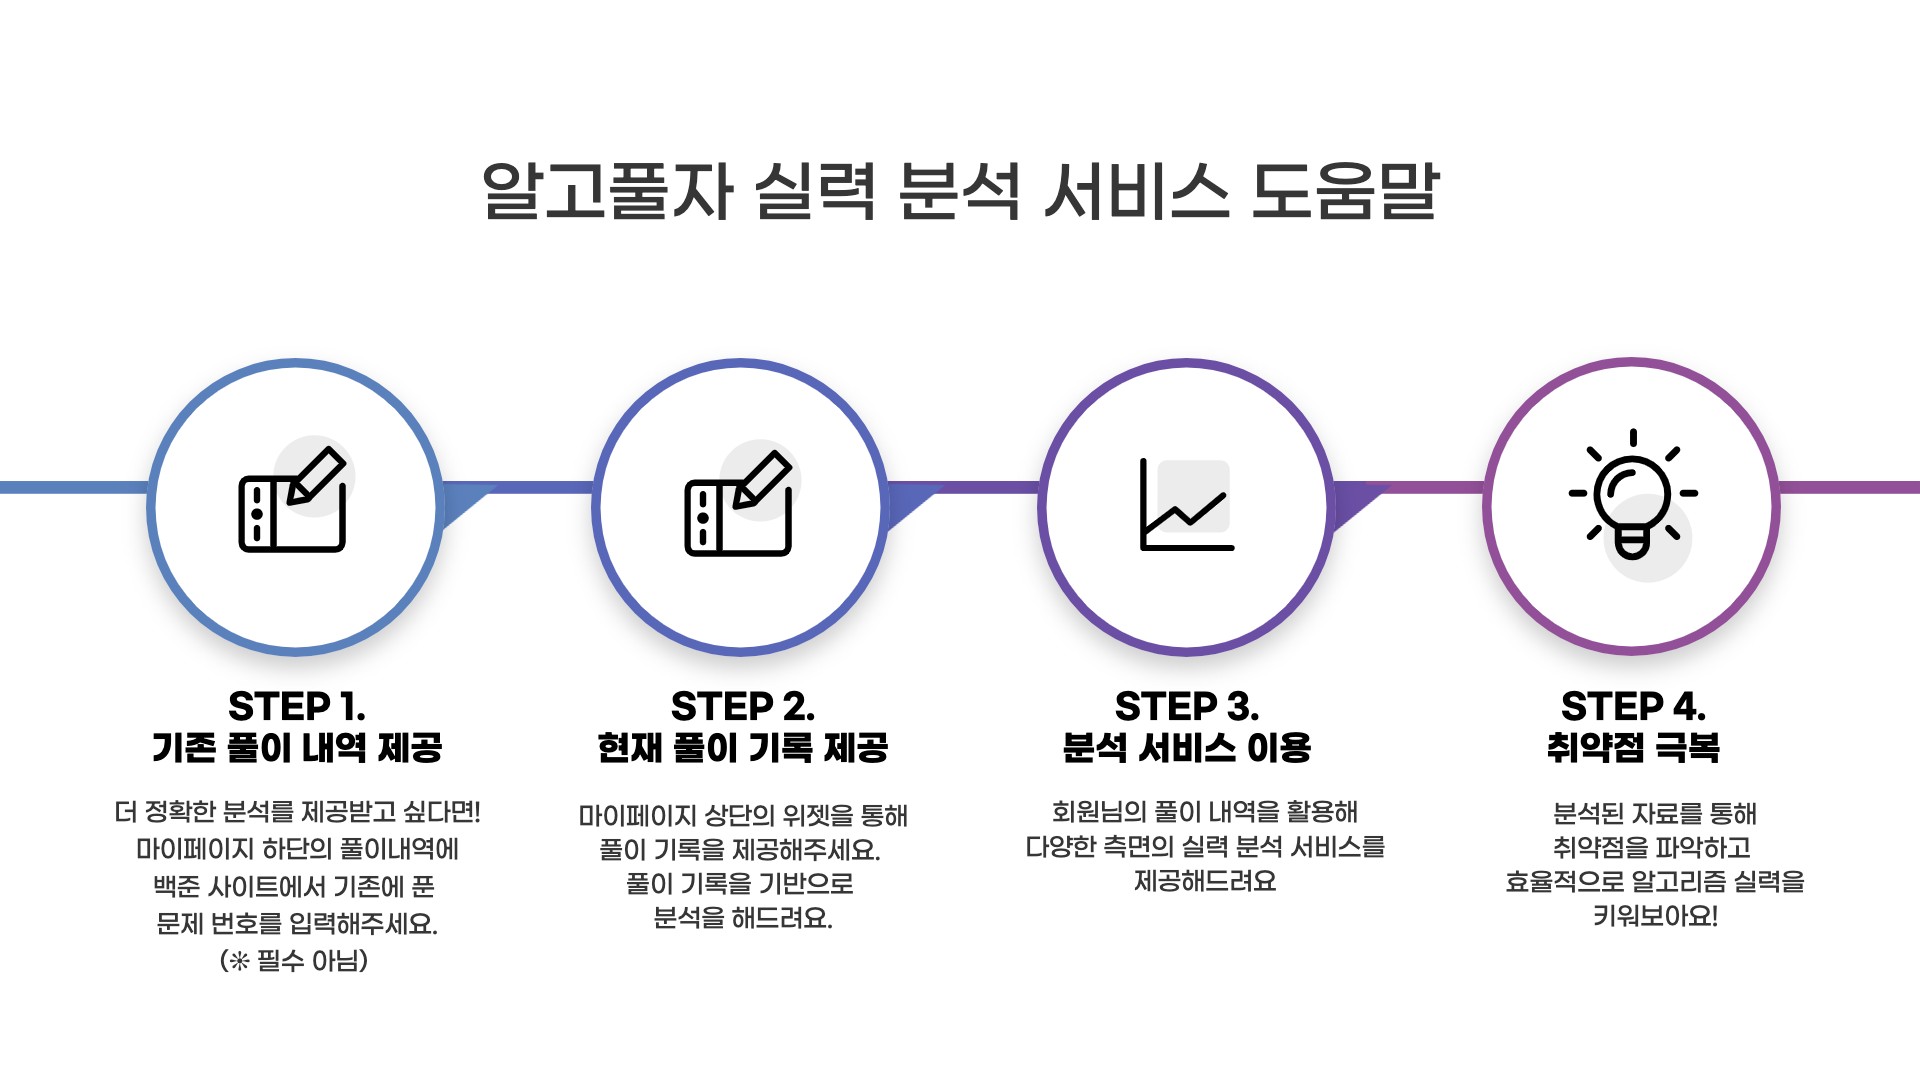 알고풀자 실력 분석 서비스 도움말
STEP 1.
기존 풀이 내역 제공
더 정확한 분석를 제공받고 싶다면!
마이페이지 하단의 풀이내역에
백준 사이트에서 기존에 푼
문제 번호를 입력해주세요.
(※ 필수 아님)
STEP 2.
현재 풀이 기록 제공
마이페이지 상단의 위젯을 통해
풀이 기록을 제공해주세요.
풀이 기록을 기반으로
분석을 해드려요.
STEP 3.
분석 서비스 이용
회원님의 풀이 내역을 활용해
다양한 측면의 실력 분석 서비스를
제공해드려요
STEP 4.
취약점 극복
분석된 자료를 통해
취약점을 파악하고
효율적으로 알고리즘 실력을
키워보아요!